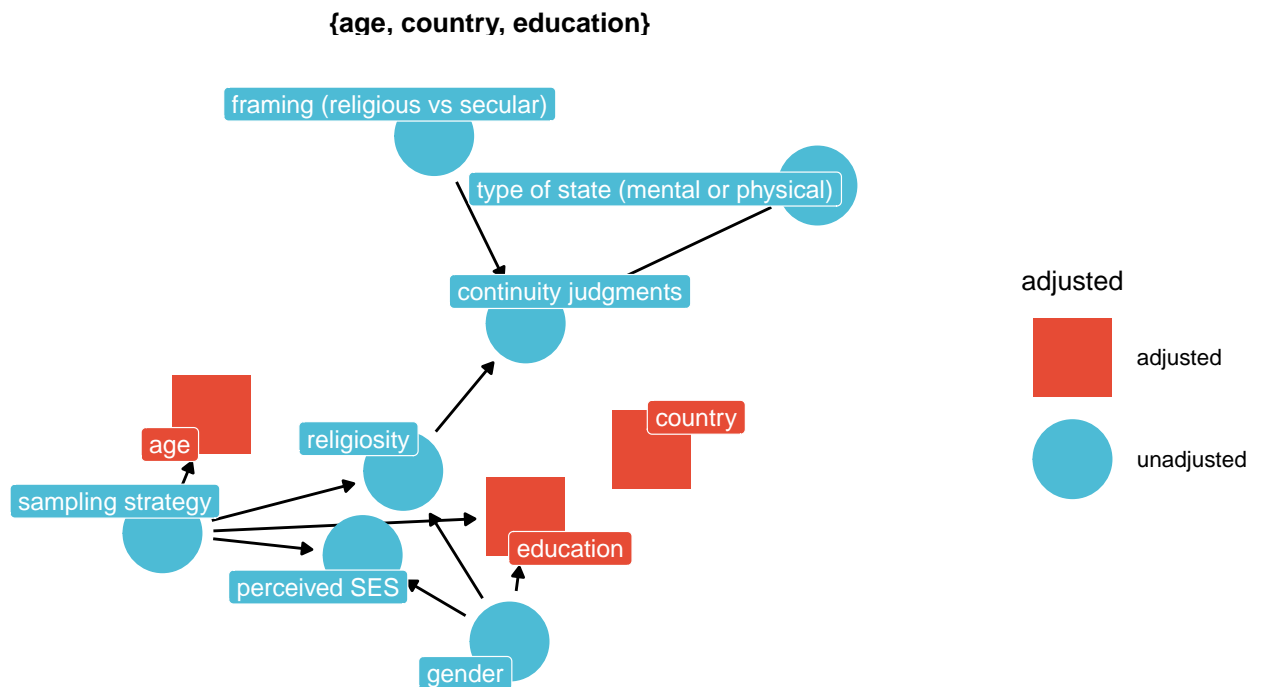 {age, country, education}
framing (religious vs secular)
type of state (mental or physical)
continuity judgments
adjusted
adjusted
unadjusted
country
religiosity
age
sampling strategy
education
perceived SES
gender